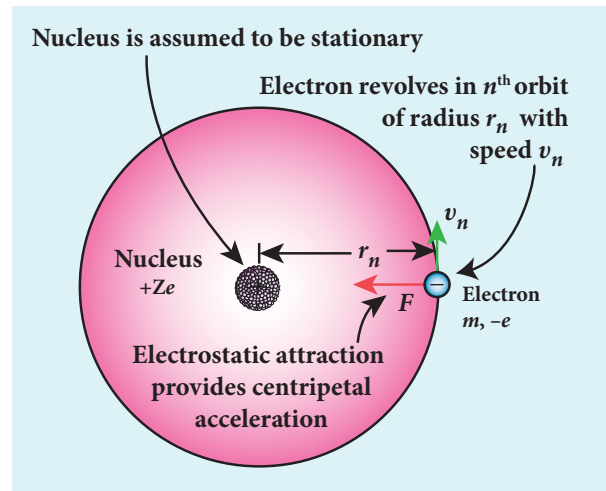 Nucleus is assumed to be stationary
Electron revolves in nᵗʰ orbit
of radius rₙ with
speed vₙ
vₙ
rₙ
Nucleus
+Ze
+
−
F
Electron
m, –e
Electrostatic attraction
provides centripetal
acceleration